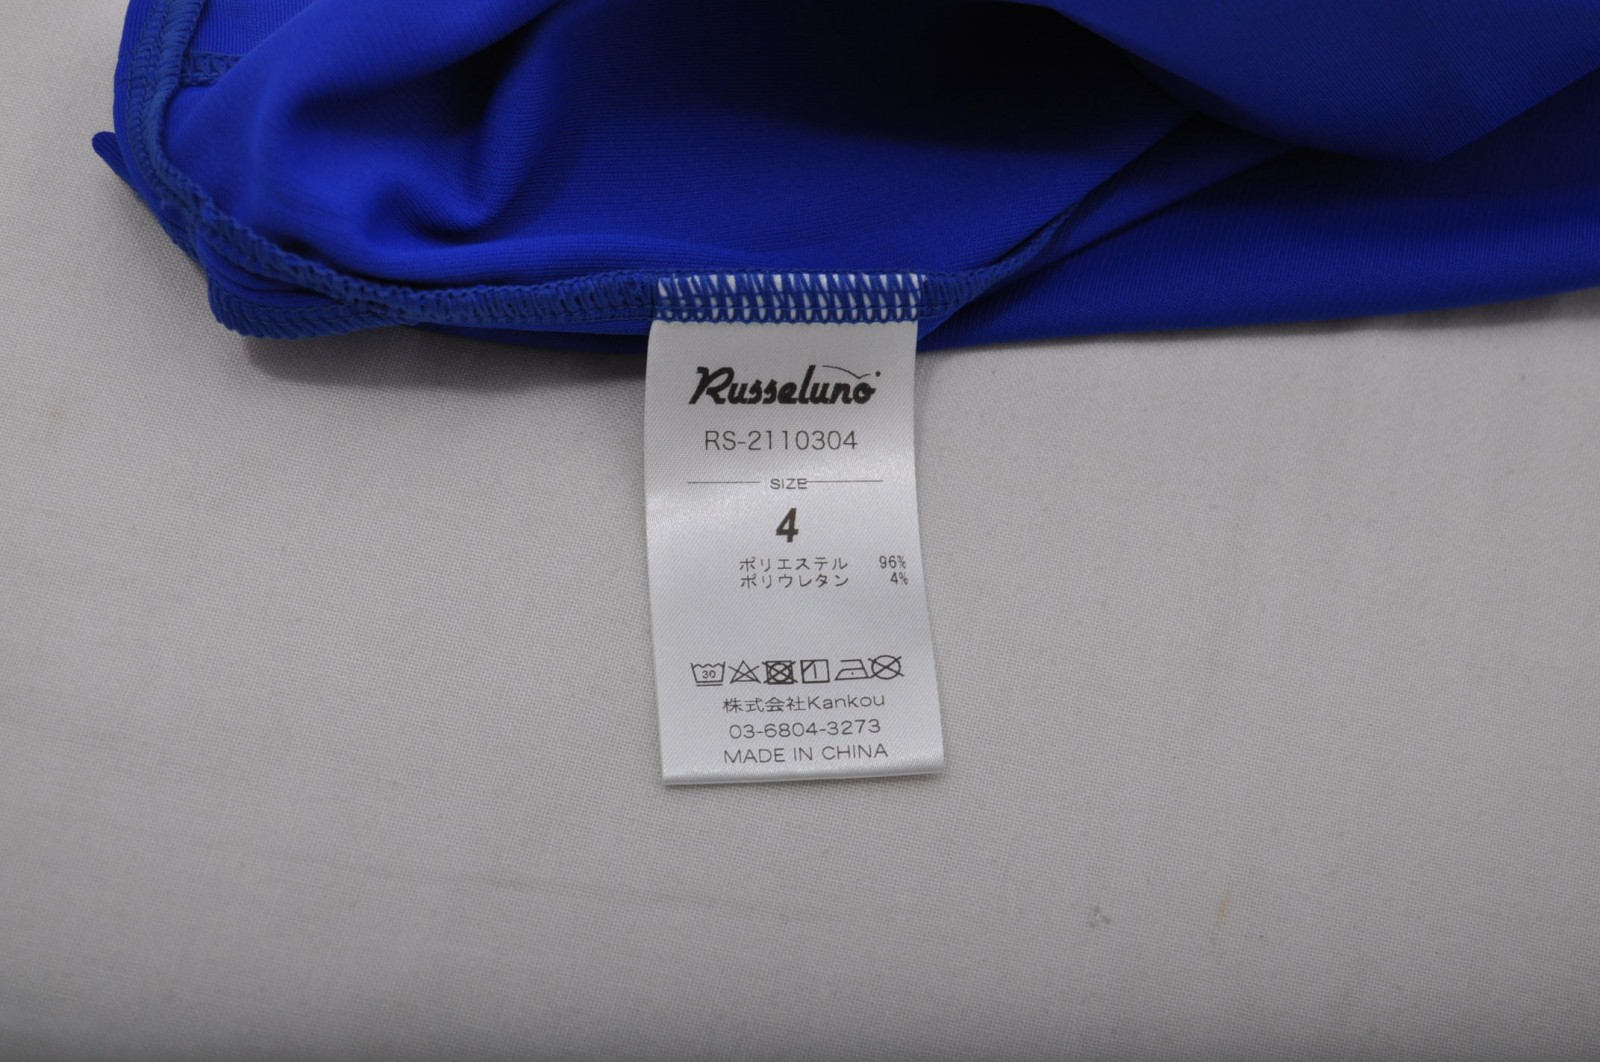 Russeluno
RS-2110304
SIZE
4
ポリエステル 96%
ポリウレタン 4%
30
株式会社Kankou
03-6804-3273
MADE IN CHINA